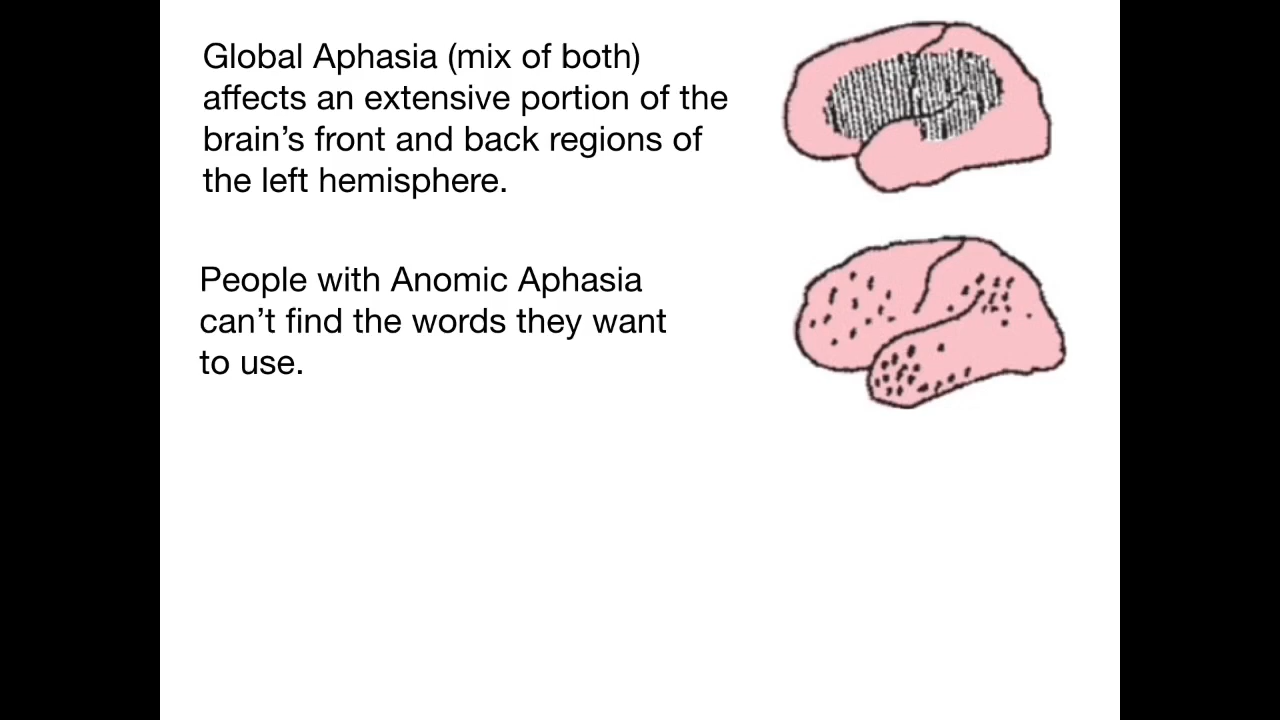 Global Aphasia (mix of both)
affects an extensive portion of the
brain’s front and back regions of
the left hemisphere.
People with Anomic Aphasia
can’t find the words they want
to use.